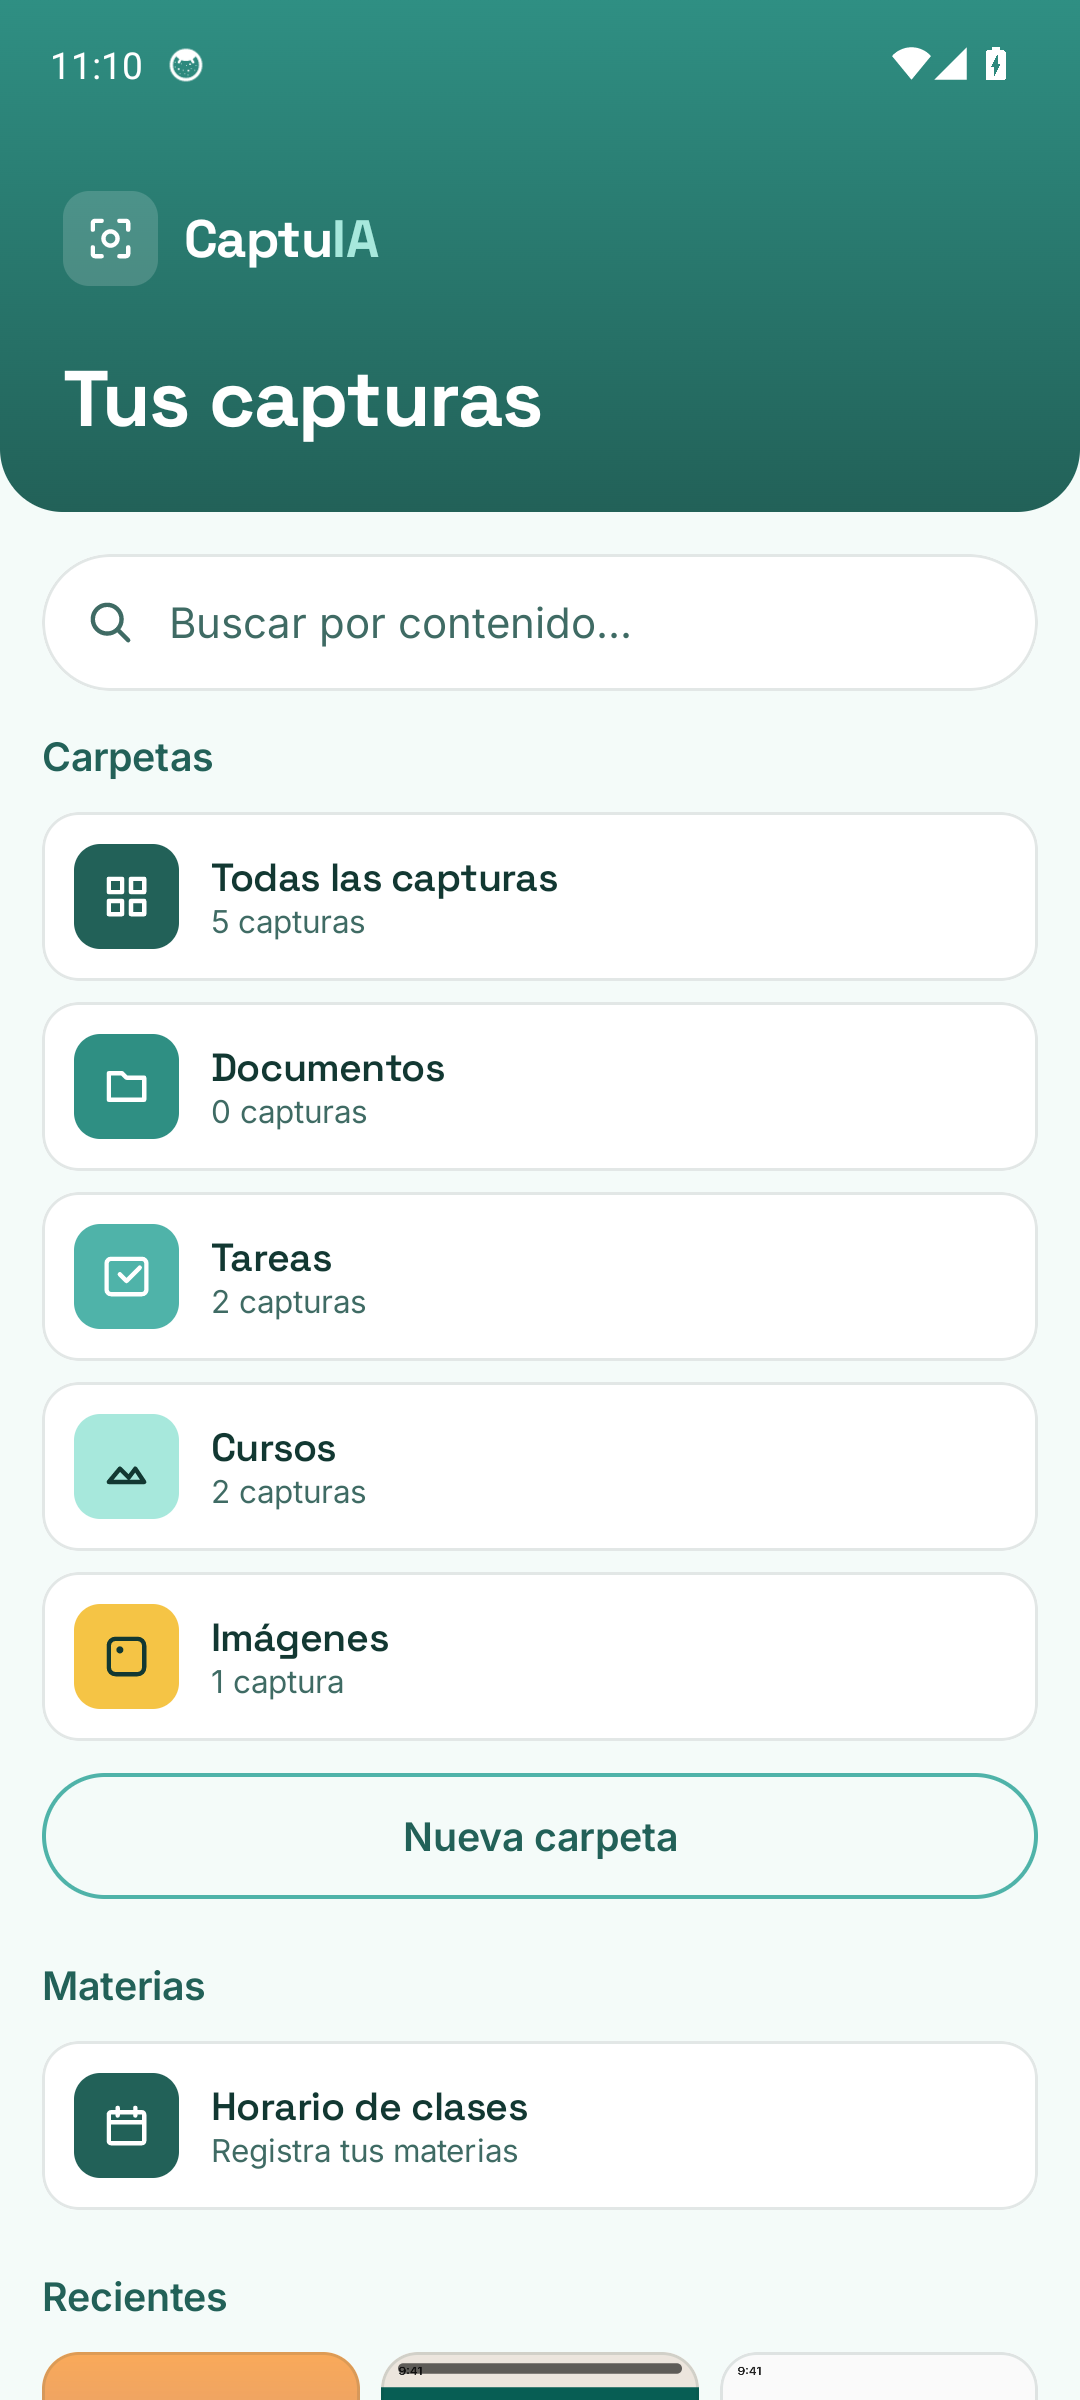 11:10
CaptuIA
Tus capturas
Buscar por contenido...
Carpetas
Todas las capturas
5 capturas
Documentos
0 capturas
Tareas
2 capturas
Cursos
2 capturas
Imágenes
1 captura
Nueva carpeta
Materias
Horario de clases
Registra tus materias
Recientes
9:41
9:41